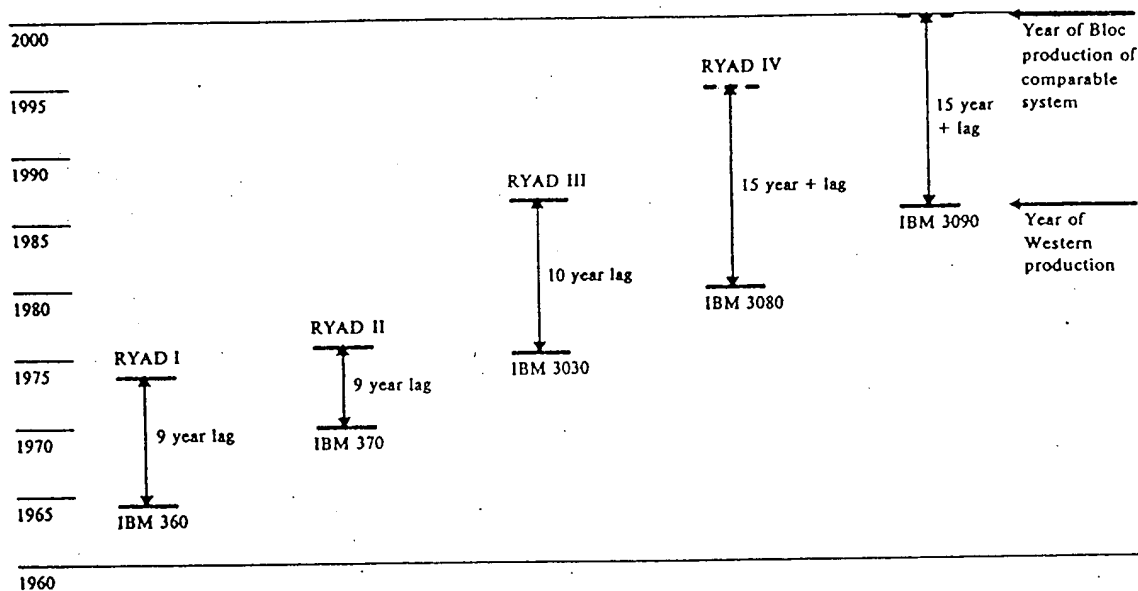 2000
Year of Bloc
production of
comparable
system
RYAD IV
1995
15 year
+ lag
1990
RYAD III
15 year + lag
IBM 3090
1985
Year of
Western
production
10 year lag
1980
IBM 3080
RYAD II
RYAD I
1975
IBM 3030
9 year lag
9 year lag
1970
IBM 370
1965
IBM 360
1960